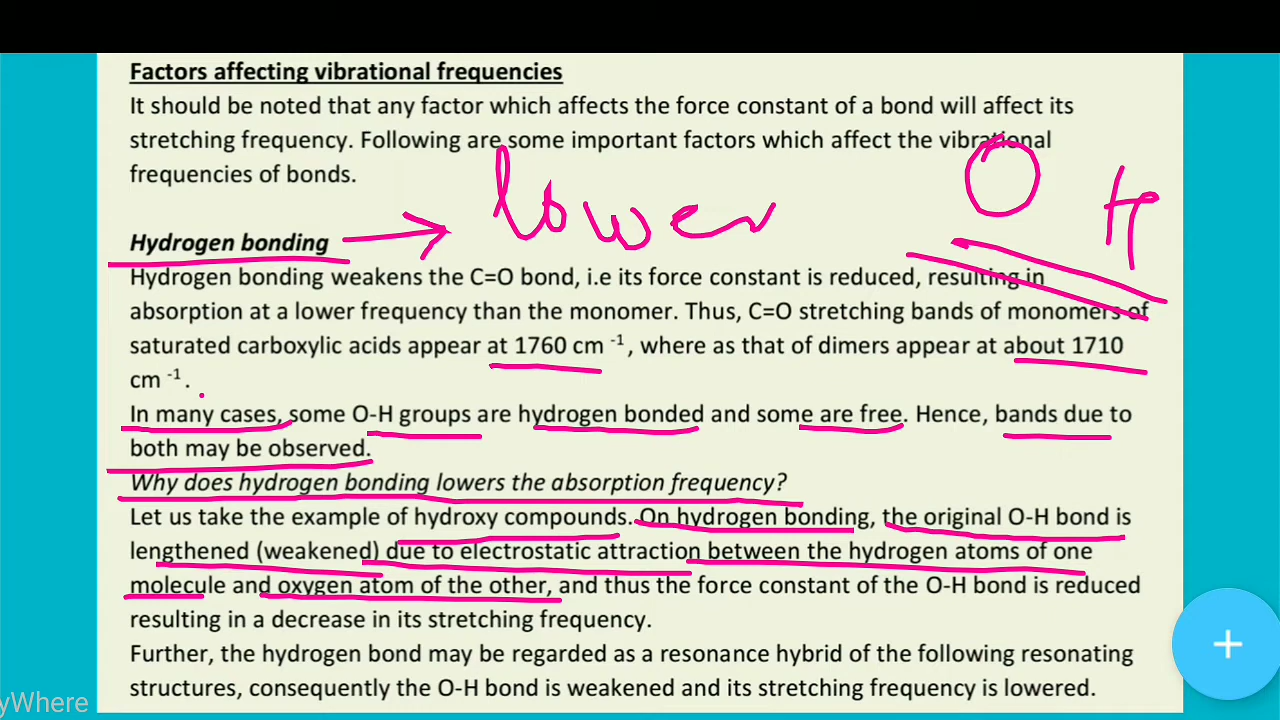 Factors affecting vibrational frequencies
It should be noted that any factor which affects the force constant of a bond will affect its
stretching frequency. Following are some important factors which affect the vibrational
frequencies of bonds.
lower
O H
Hydrogen bonding
Hydrogen bonding weakens the C=O bond, i.e its force constant is reduced, resulting in
absorption at a lower frequency than the monomer. Thus, C=O stretching bands of monomers of
saturated carboxylic acids appear at 1760 cm -1, where as that of dimers appear at about 1710
cm -1.
In many cases, some O-H groups are hydrogen bonded and some are free. Hence, bands due to
both may be observed.
Why does hydrogen bonding lowers the absorption frequency?
Let us take the example of hydroxy compounds. On hydrogen bonding, the original O-H bond is
lengthened (weakened) due to electrostatic attraction between the hydrogen atoms of one
molecule and oxygen atom of the other, and thus the force constant of the O-H bond is reduced
resulting in a decrease in its stretching frequency.
Further, the hydrogen bond may be regarded as a resonance hybrid of the following resonating
structures, consequently the O-H bond is weakened and its stretching frequency is lowered.
yWhere